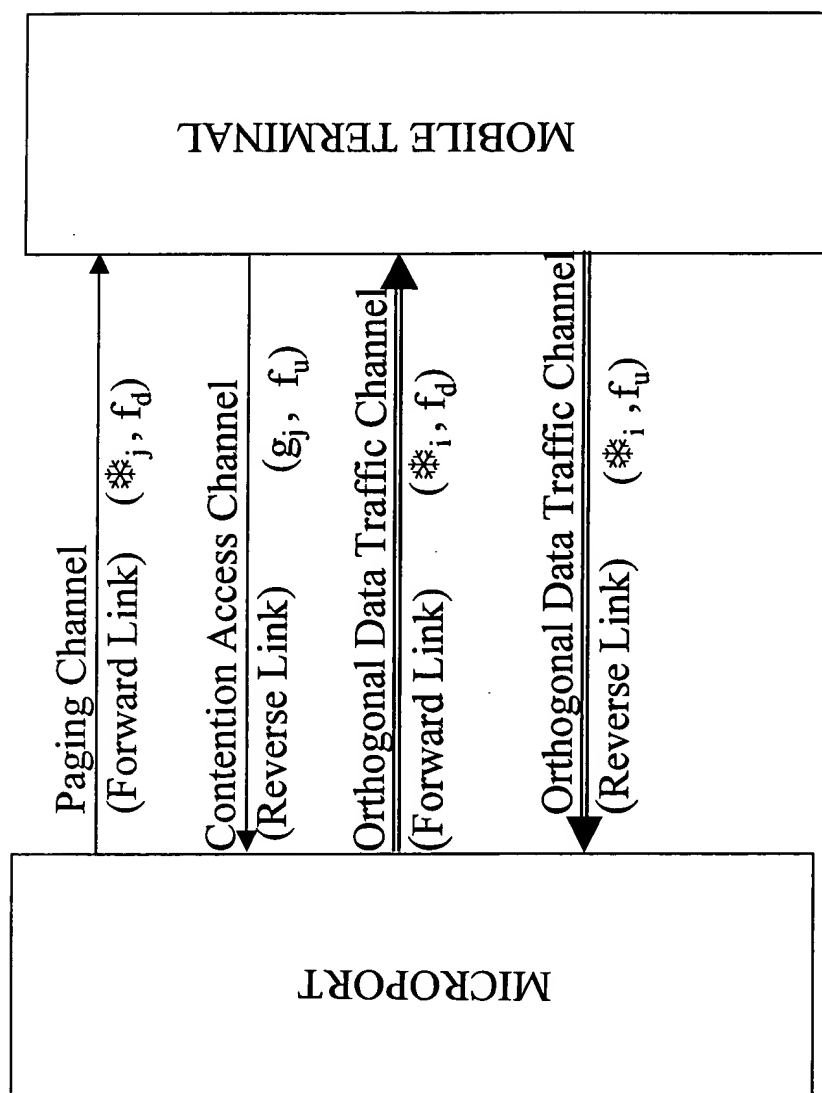 MOBILE TERMINAL
Paging Channel
(Forward Link) (❄j, fd)
Contention Access Channel
(Reverse Link) (gj, fu)
Orthogonal Data Traffic Channel
(Forward Link) (❄i, fd)
Orthogonal Data Traffic Channel
(Reverse Link) (❄i, fu)
MICROPORT